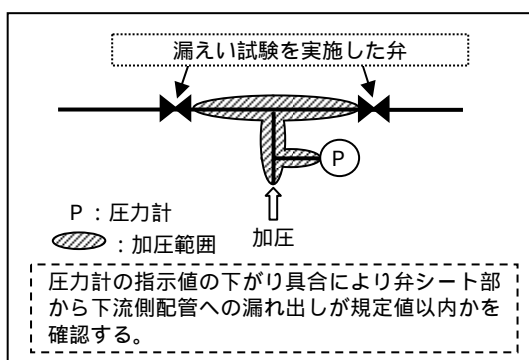 漏えい試験を実施した弁
P
P：圧力計
：加圧範囲
加圧
圧力計の指示値の下がり具合により弁シート部
から下流側配管への漏れ出しが規定値以内かを
確認する。